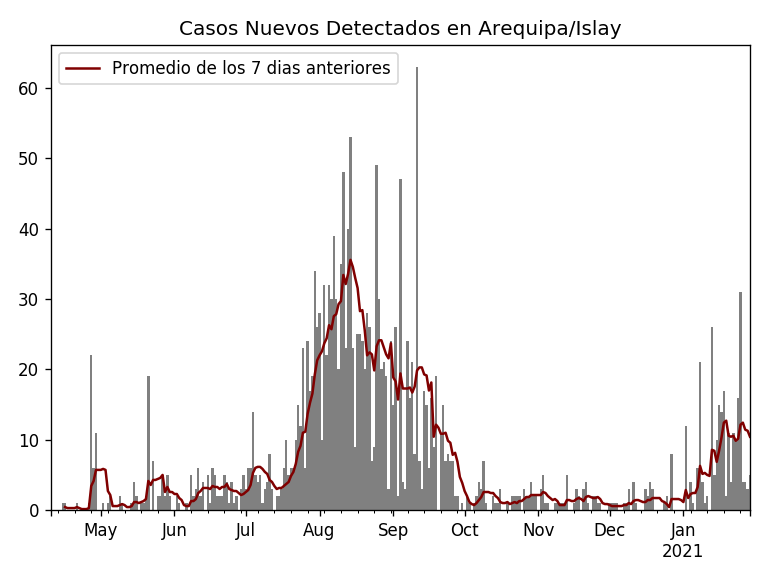 Casos Nuevos Detectados en Arequipa/Islay
Promedio de los 7 dias anteriores
60
50
40
30
20
10
0
May Jun Jul Aug Sep Oct Nov Dec Jan
2021